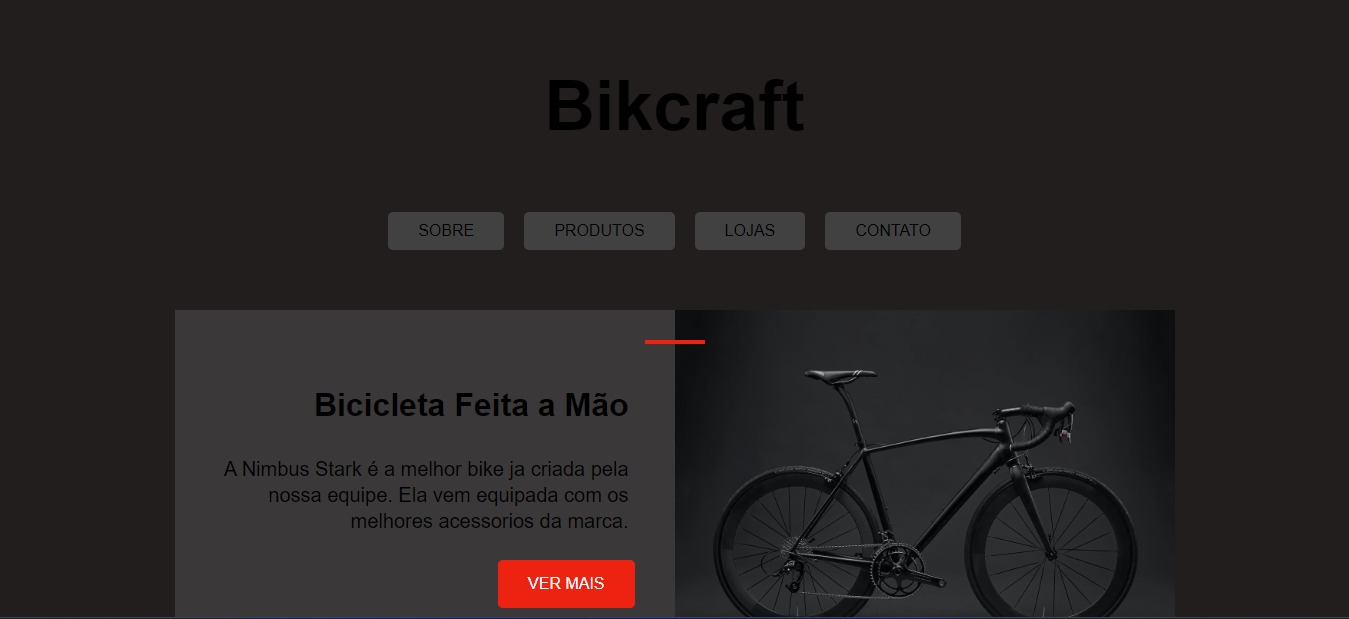 Bikcraft
SOBRE PRODUTOS LOJAS CONTATO
Bicicleta Feita a Mão
A Nimbus Stark é a melhor bike ja criada pela
nossa equipe. Ela vem equipada com os
melhores acessorios da marca.
VER MAIS